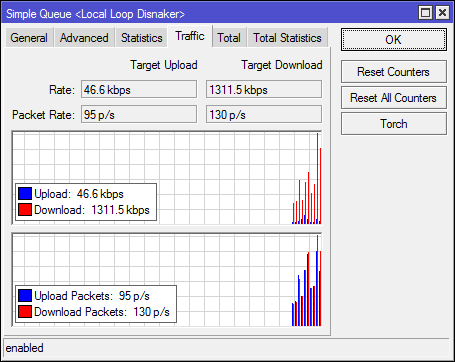 Simple Queue <Local Loop Disnaker>
General Advanced Statistics Traffic Total Total Statistics
OK
Reset Counters
Reset All Counters
Torch
Target Upload Target Download
Rate: 46.6 kbps 1311.5 kbps
Packet Rate: 95 p/s 130 p/s
Upload: 46.6 kbps
Download: 1311.5 kbps
Upload Packets: 95 p/s
Download Packets: 130 p/s
enabled